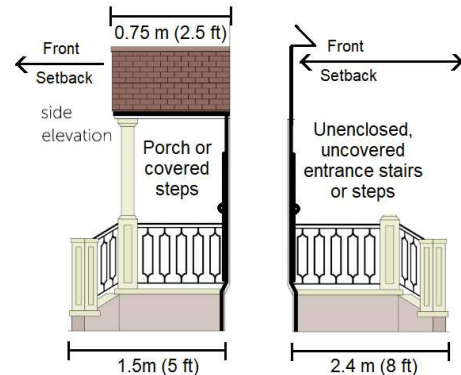 0.75 m (2.5 ft)
Front
Setback
side
elevation
Porch or
covered
steps
1.5m (5 ft)
Front
Setback
Unenclosed,
uncovered
entrance stairs
or steps
2.4 m (8 ft)